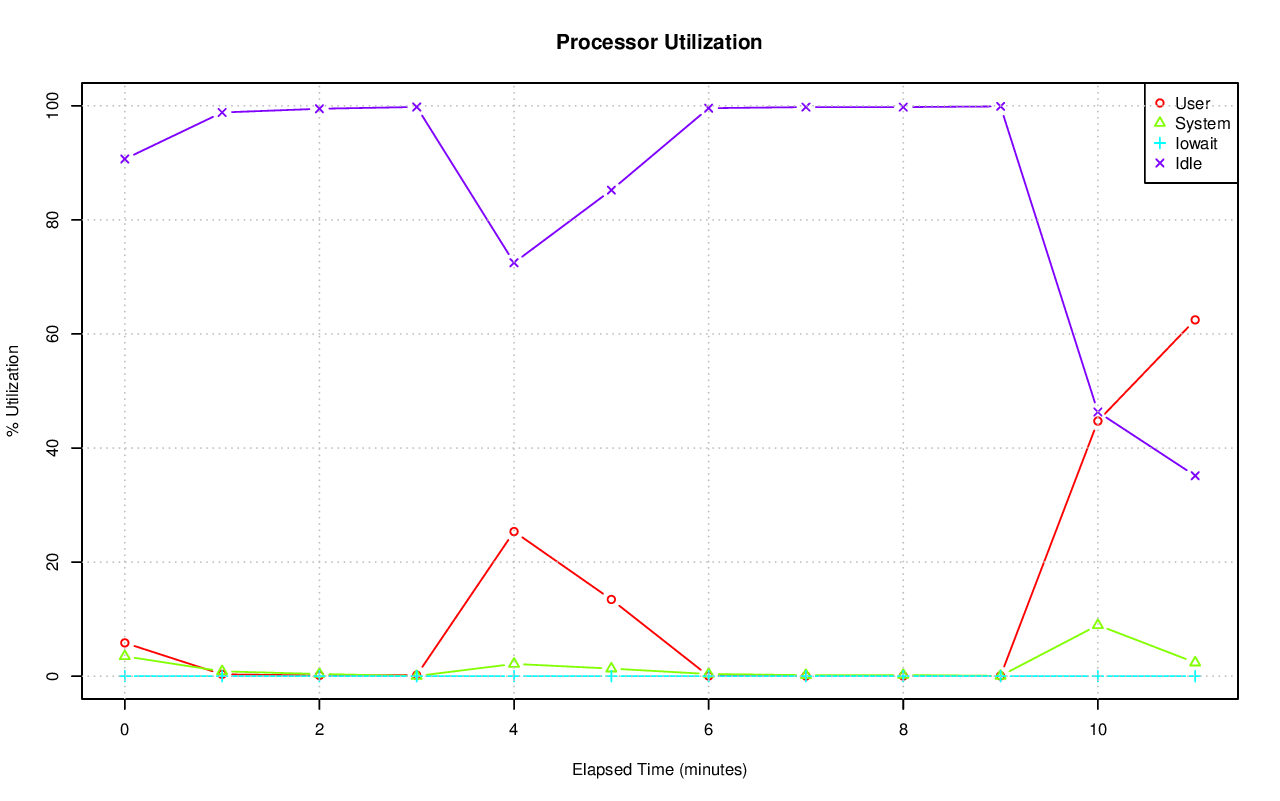 Processor Utilization
User
System
Iowait
Idle
% Utilization
100
80
60
40
20
0
0 2 4 6 8 10
Elapsed Time (minutes)